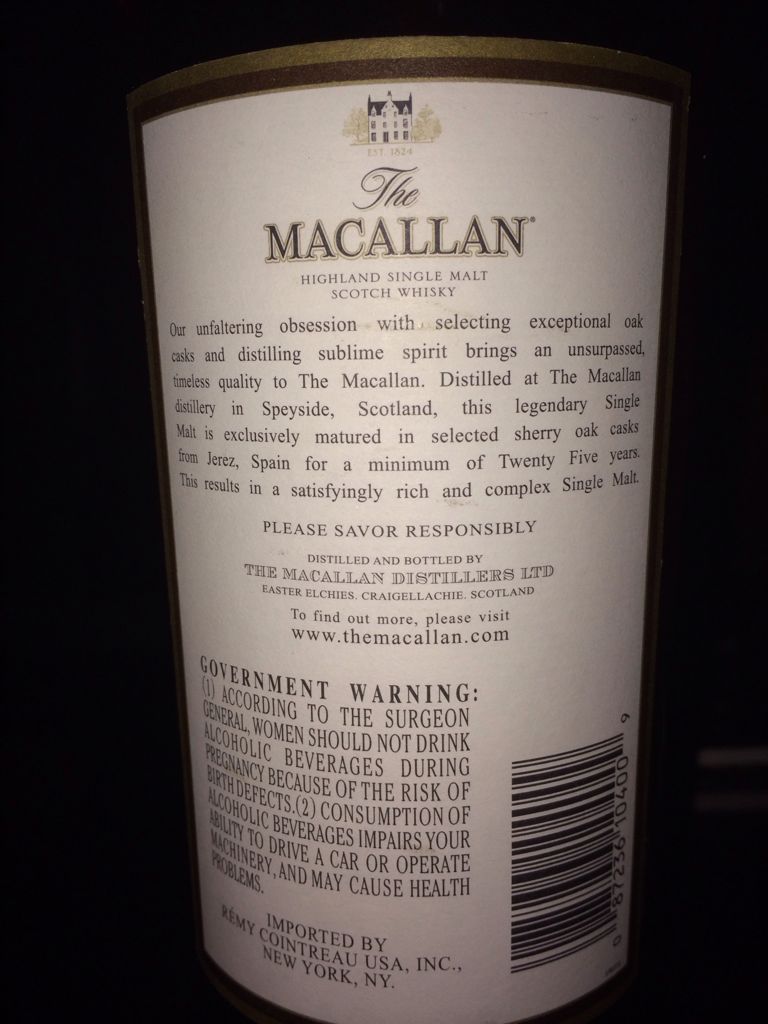 EST. 1824
The
MACALLAN®
HIGHLAND SINGLE MALT
SCOTCH WHISKY
Our unfaltering obsession with selecting exceptional oak
casks and distilling sublime spirit brings an unsurpassed,
timeless quality to The Macallan. Distilled at The Macallan
distillery in Speyside, Scotland, this legendary Single
Malt is exclusively matured in selected sherry oak casks
from Jerez, Spain for a minimum of Twenty Five years.
This results in a satisfyingly rich and complex Single Malt.
PLEASE SAVOR RESPONSIBLY
DISTILLED AND BOTTLED BY
THE MACALLAN DISTILLERS LTD
EASTER ELCHIES. CRAIGELLACHIE. SCOTLAND
To find out more, please visit
www.themacallan.com
GOVERNMENT WARNING:
(1) ACCORDING TO THE SURGEON
GENERAL, WOMEN SHOULD NOT DRINK
ALCOHOLIC BEVERAGES DURING
PREGNANCY BECAUSE OF THE RISK OF
BIRTH DEFECTS.(2) CONSUMPTION OF
ALCOHOLIC BEVERAGES IMPAIRS YOUR
ABILITY TO DRIVE A CAR OR OPERATE
MACHINERY, AND MAY CAUSE HEALTH
PROBLEMS.
IMPORTED BY
RÉMY COINTREAU USA, INC.,
NEW YORK, NY.
0 87236 10400 9